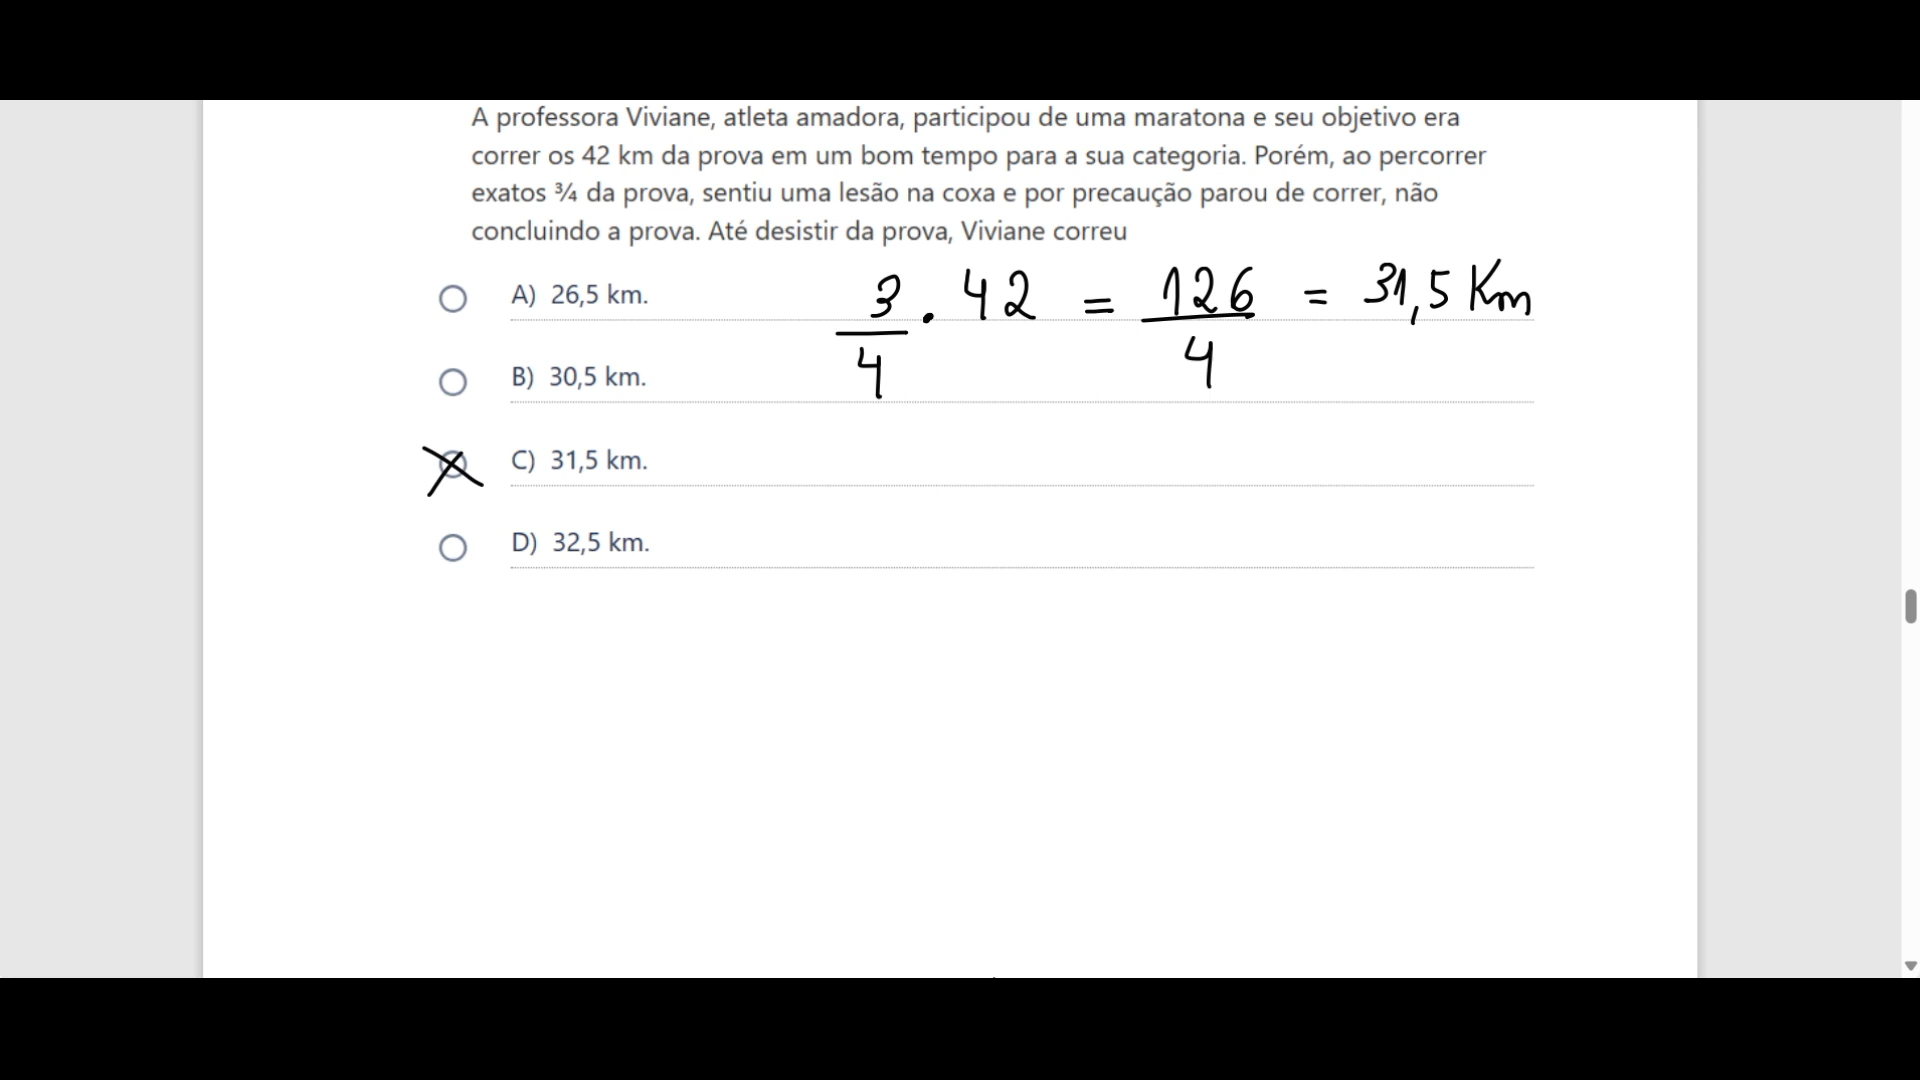 A professora Viviane, atleta amadora, participou de uma maratona e seu objetivo era
correr os 42 km da prova em um bom tempo para a sua categoria. Porém, ao percorrer
exatos ¾ da prova, sentiu uma lesão na coxa e por precaução parou de correr, não
concluindo a prova. Até desistir da prova, Viviane correu
A) 26,5 km.
3/4 . 42 = 126/4 = 31,5 Km
B) 30,5 km.
C) 31,5 km.
D) 32,5 km.